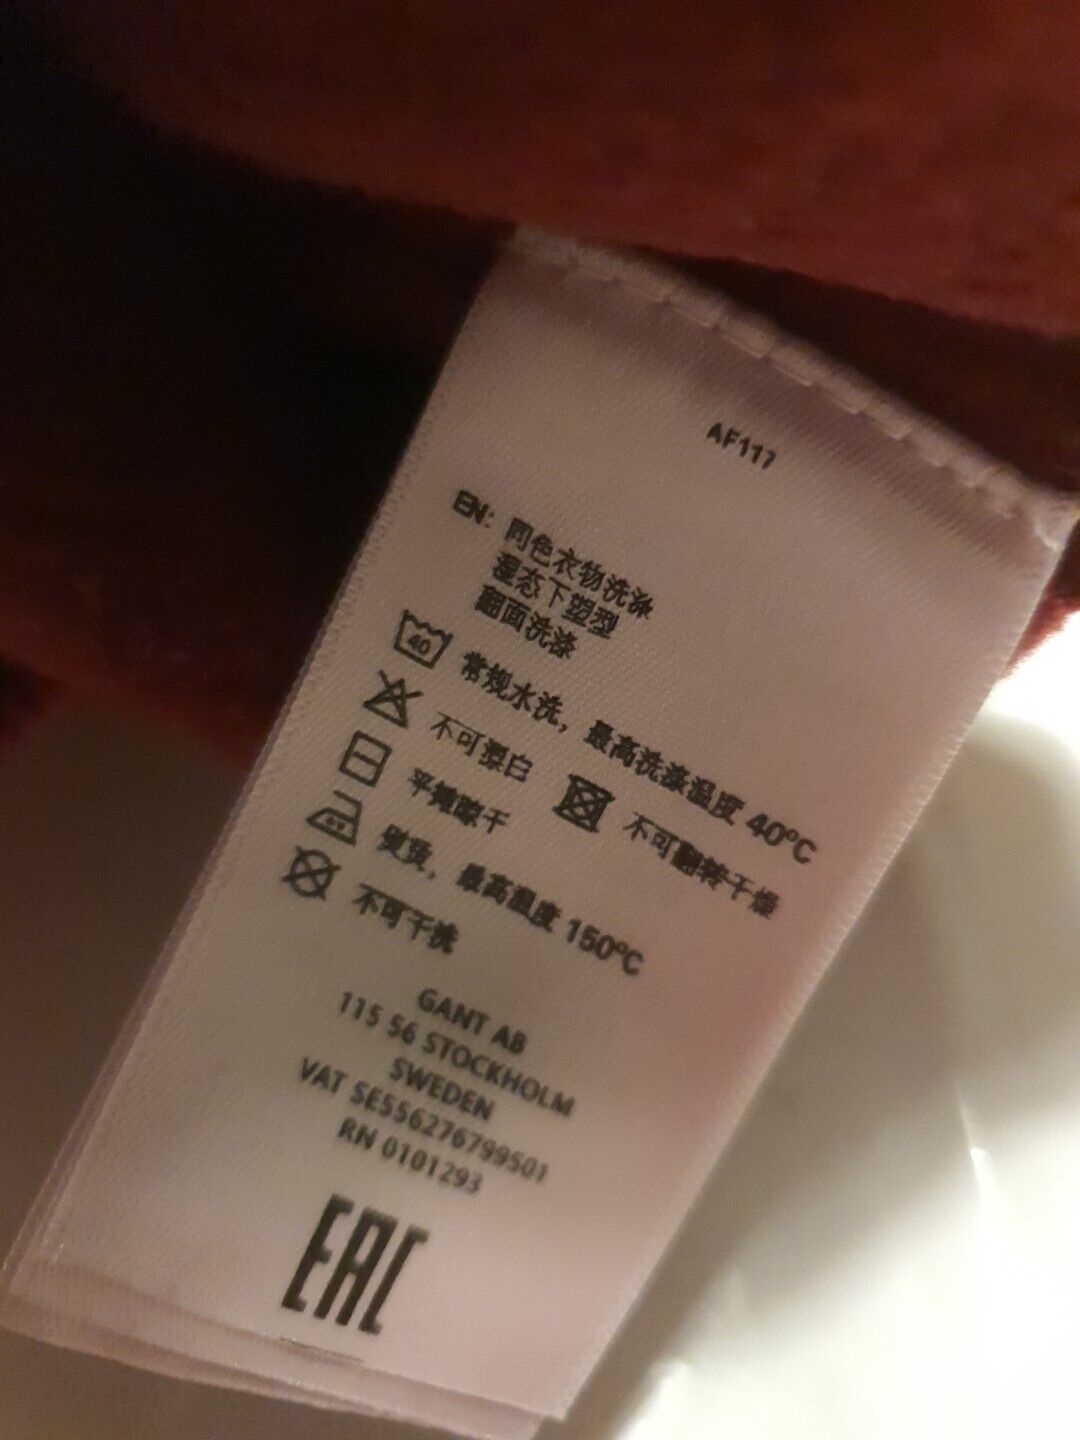 AF117
EN: 同色衣物洗涤
湿态下塑型
翻面洗涤
40 常规水洗，最高洗涤温度 40ºC
不可漂白 不可翻转干燥
平摊晾干
熨烫，最高温度 150ºC
不可干洗
GANT AB
115 56 STOCKHOLM
SWEDEN
VAT SE556276799501
RN 0101293
EAC